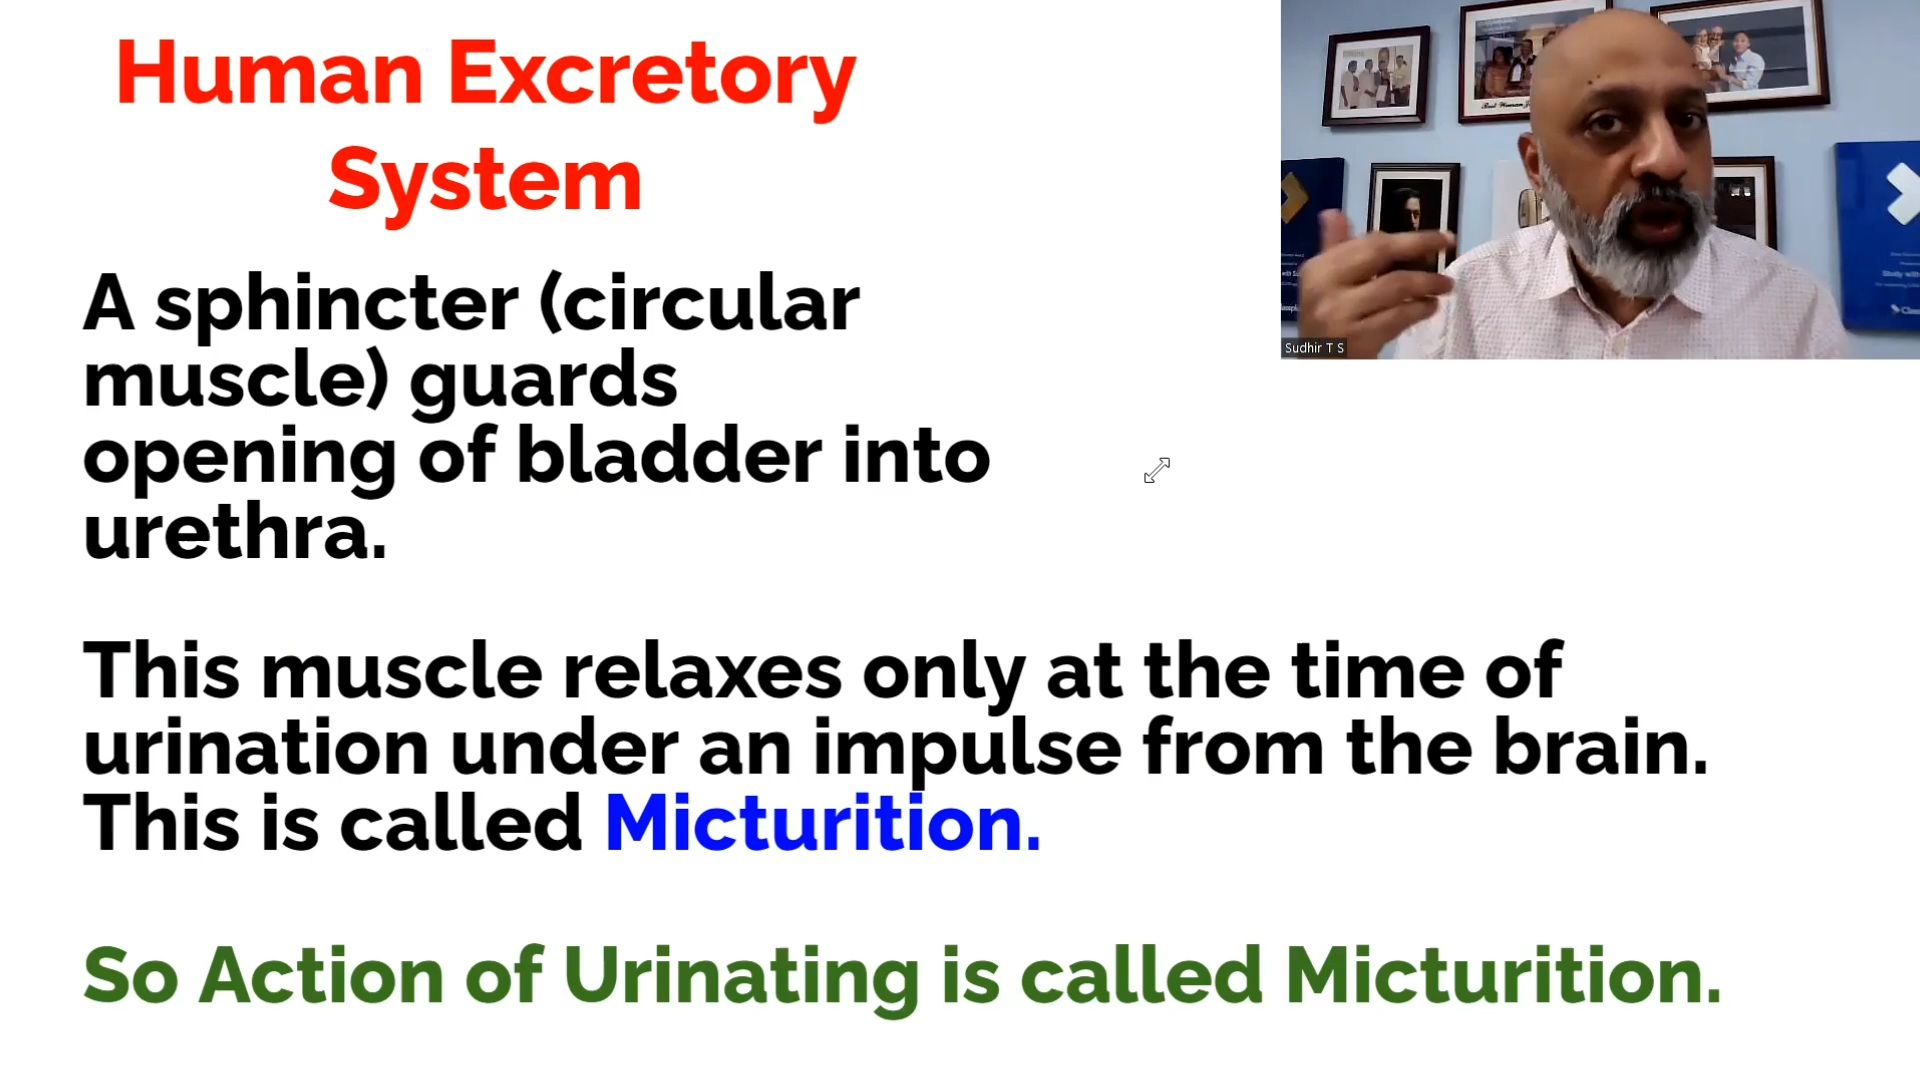 Human Excretory
System
A sphincter (circular
muscle) guards
opening of bladder into
urethra.
This muscle relaxes only at the time of
urination under an impulse from the brain.
This is called Micturition.
So Action of Urinating is called Micturition.
Sudhir T S
Study with